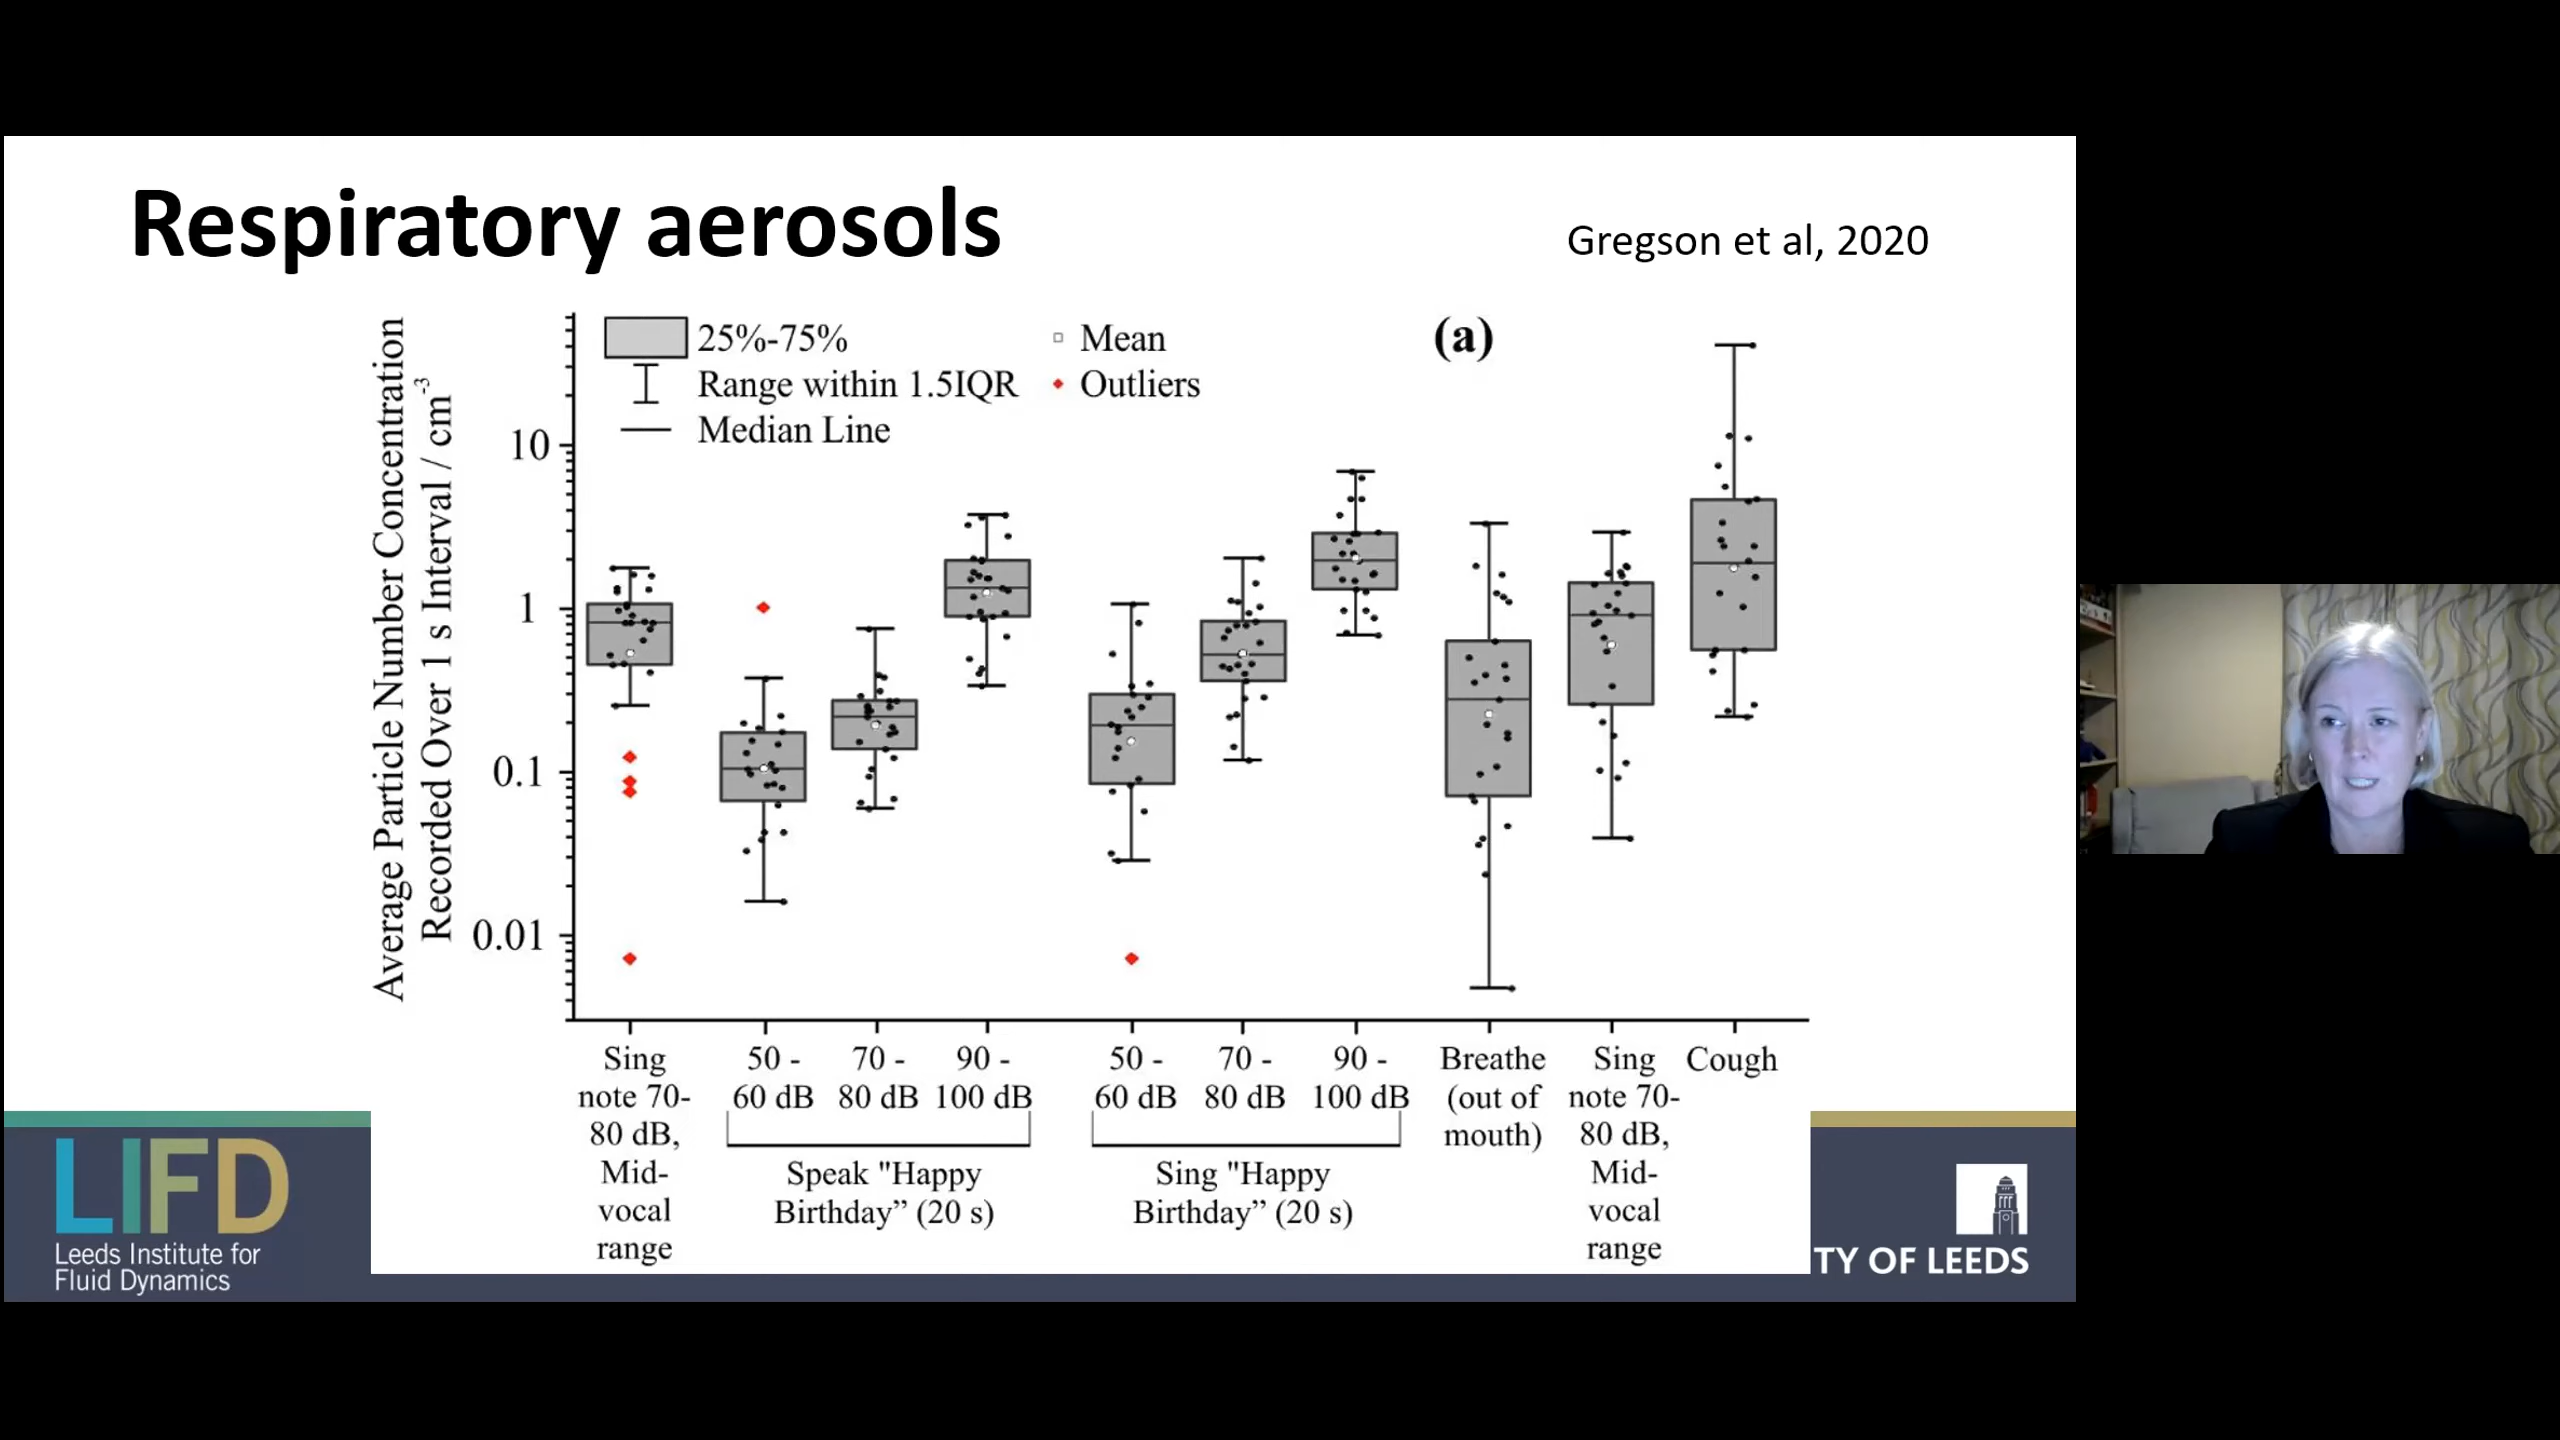 Respiratory aerosols
Gregson et al, 2020
Average Particle Number Concentration
Recorded Over 1 s Interval / cm⁻³
25%-75%
Range within 1.5IQR
Median Line
Mean
Outliers
(a)
10
1
0.1
0.01
Sing
note 70-
80 dB,
Mid-
vocal
range
50 -
60 dB
70 -
80 dB
90 -
100 dB
Speak "Happy
Birthday” (20 s)
50 -
60 dB
70 -
80 dB
90 -
100 dB
Sing "Happy
Birthday” (20 s)
Breathe
(out of
mouth)
Sing
note 70-
80 dB,
Mid-
vocal
range
Cough
LIFD
Leeds Institute for
Fluid Dynamics
TY OF LEEDS